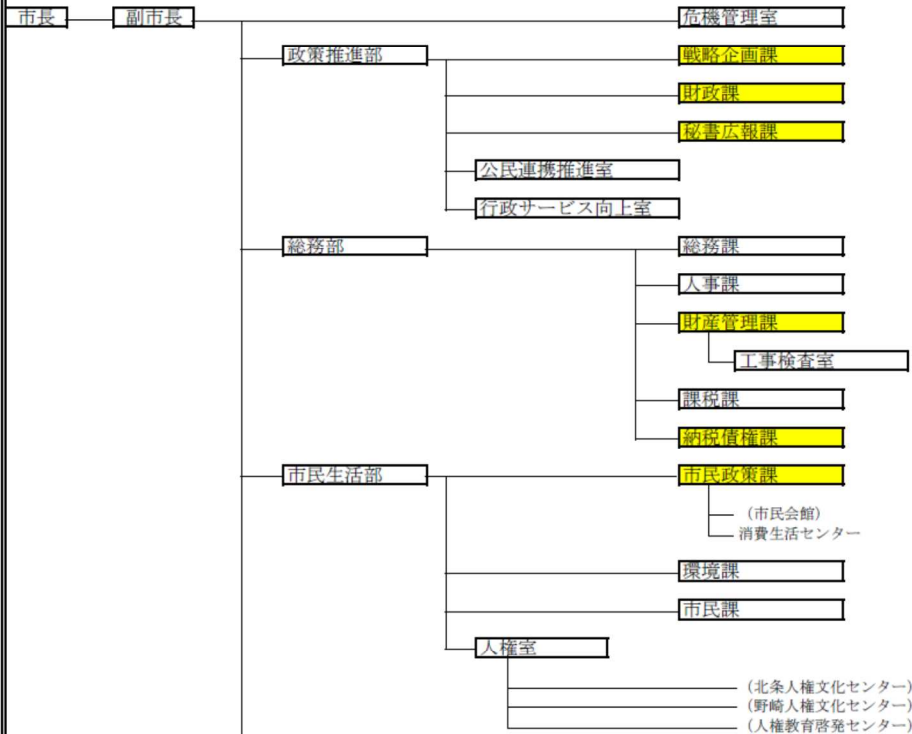 市長 副市長 危機管理室
政策推進部 戦略企画課
財政課
秘書広報課
公民連携推進室
行政サービス向上室
総務部 総務課
人事課
財産管理課
工事検査室
課税課
納税債権課
市民生活部 市民政策課
（市民会館）
消費生活センター
環境課
市民課
人権室
（北条人権文化センター）
（野崎人権文化センター）
（人権教育啓発センター）